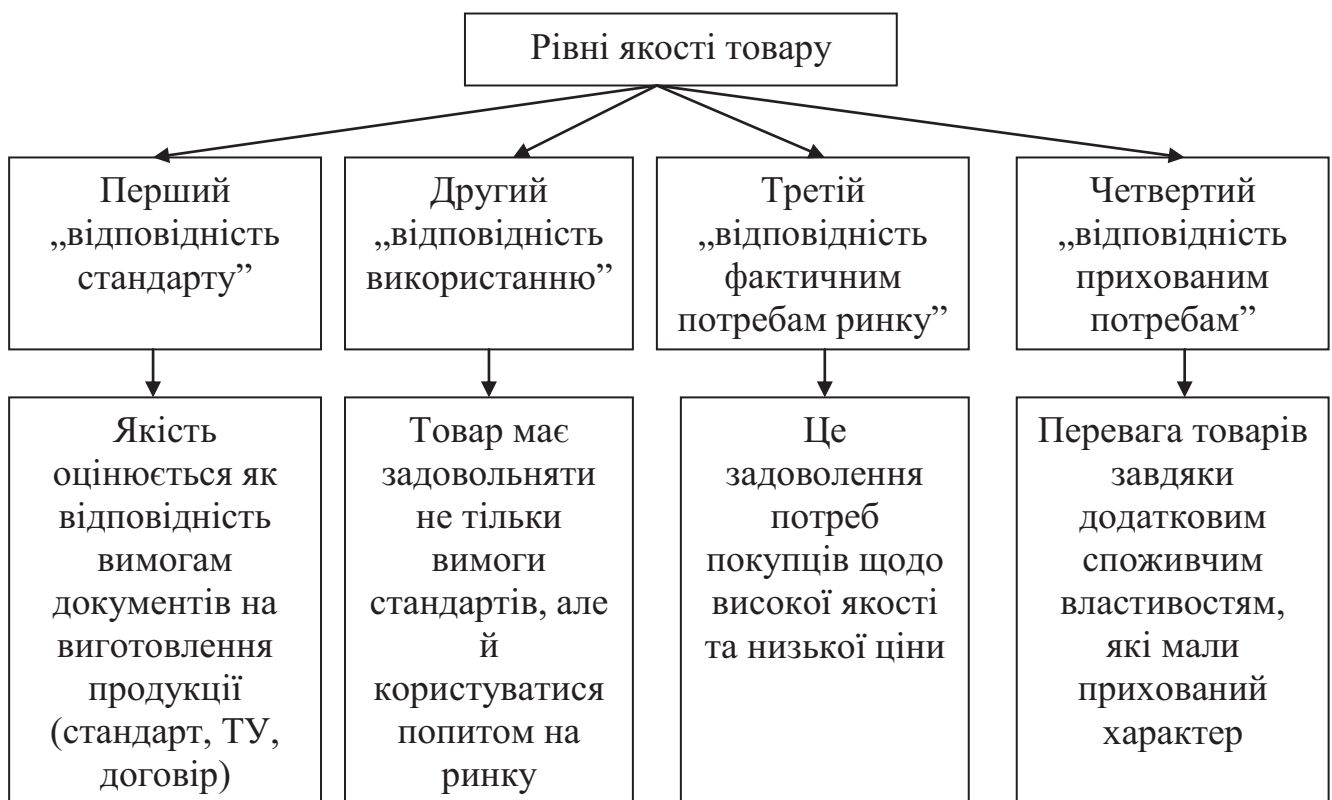 Рівні якості товару
Перший
„відповідність
стандарту”
Другий
„відповідність
використанню”
Третій
„відповідність
фактичним
потребам ринку”
Четвертий
„відповідність
прихованим
потребам”
Якість
оцінюється як
відповідність
вимогам
документів на
виготовлення
продукції
(стандарт, ТУ,
договір)
Товар має
задовольняти
не тільки
вимоги
стандартів, але
й
користуватися
попитом на
ринку
Це
задоволення
потреб
покупців щодо
високої якості
та низької ціни
Перевага товарів
завдяки
додатковим
споживчим
властивостям,
які мали
прихований
характер